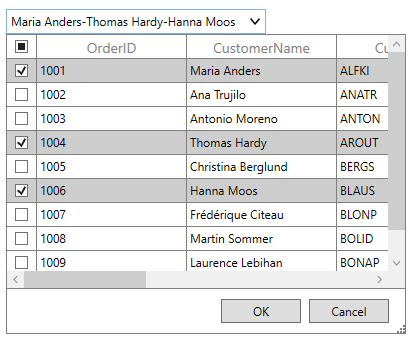 Maria Anders-Thomas Hardy-Hanna Moos
OrderID CustomerName Cu
1001 Maria Anders ALFKI
1002 Ana Trujilo ANATR
1003 Antonio Moreno ANTON
1004 Thomas Hardy AROUT
1005 Christina Berglund BERGS
1006 Hanna Moos BLAUS
1007 Frédérique Citeau BLONP
1008 Martin Sommer BOLID
1009 Laurence Lebihan BONAP
OK Cancel